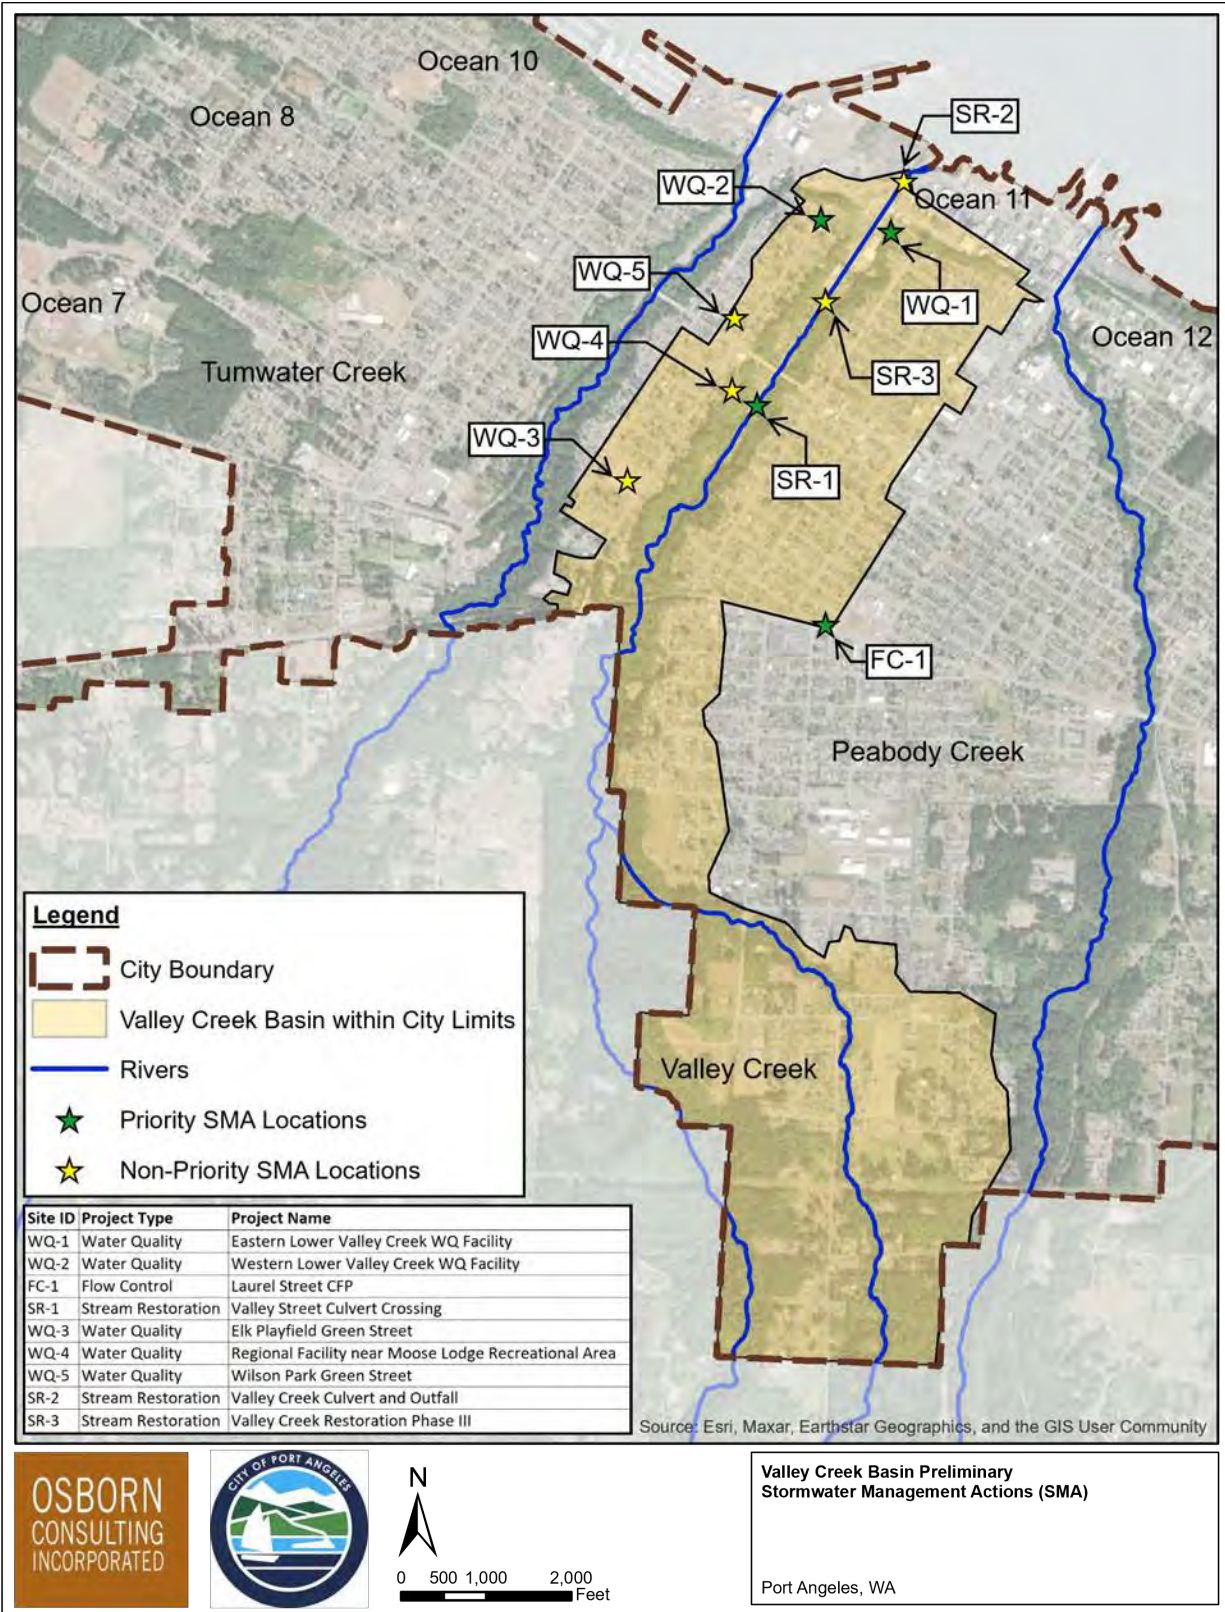 Ocean 10
Ocean 8
SR-2
WQ-2
Ocean 11
WQ-5
WQ-1
Ocean 7
WQ-4
Ocean 12
Tumwater Creek
SR-3
WQ-3
SR-1
FC-1
Peabody Creek
Valley Creek
Legend
City Boundary
Valley Creek Basin within City Limits
Rivers
Priority SMA Locations
Non-Priority SMA Locations
Site ID Project Type Project Name
WQ-1 Water Quality Eastern Lower Valley Creek WQ Facility
WQ-2 Water Quality Western Lower Valley Creek WQ Facility
FC-1 Flow Control Laurel Street CFP
SR-1 Stream Restoration Valley Street Culvert Crossing
WQ-3 Water Quality Elk Playfield Green Street
WQ-4 Water Quality Regional Facility near Moose Lodge Recreational Area
WQ-5 Water Quality Wilson Park Green Street
SR-2 Stream Restoration Valley Creek Culvert and Outfall
SR-3 Stream Restoration Valley Creek Restoration Phase III
Source: Esri, Maxar, Earthstar Geographics, and the GIS User Community
OSBORN
CONSULTING
INCORPORATED
CITY OF PORT ANGELES
N
0 500 1,000 2,000
Feet
Valley Creek Basin Preliminary
Stormwater Management Actions (SMA)
Port Angeles, WA